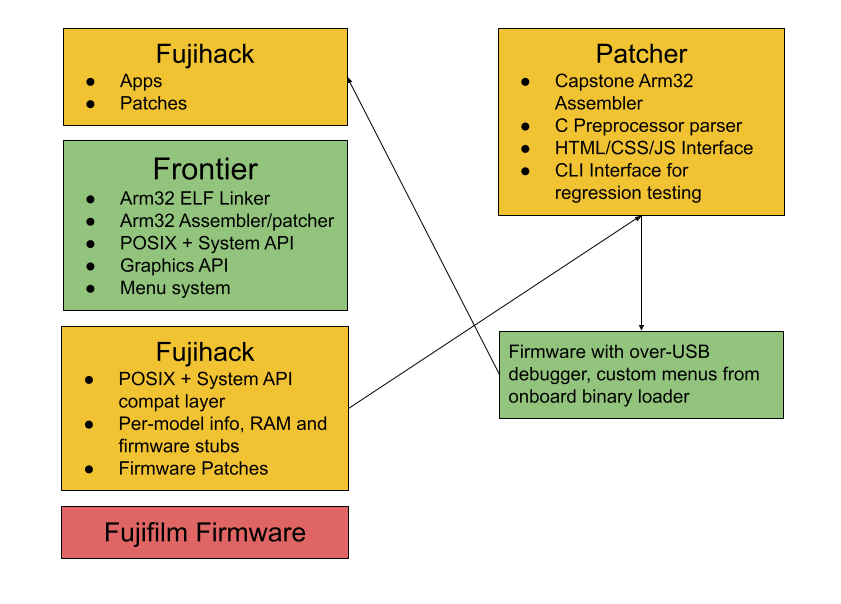 Fujihack
● Apps
● Patches
Frontier
● Arm32 ELF Linker
● Arm32 Assembler/patcher
● POSIX + System API
● Graphics API
● Menu system
Fujihack
● POSIX + System API
compat layer
● Per-model info, RAM and
firmware stubs
● Firmware Patches
Fujifilm Firmware
Patcher
● Capstone Arm32
Assembler
● C Preprocessor parser
● HTML/CSS/JS Interface
● CLI Interface for
regression testing
Firmware with over-USB
debugger, custom menus from
onboard binary loader